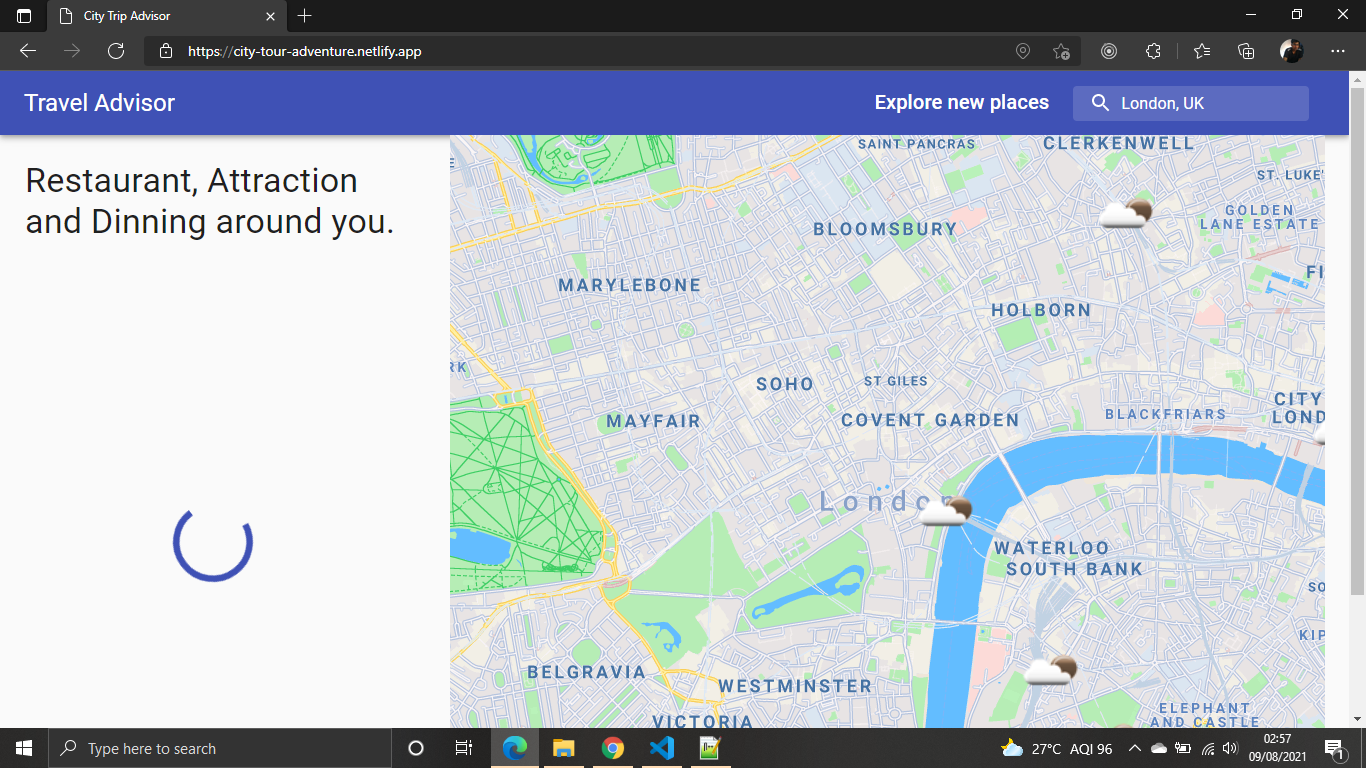 City Trip Advisor
https://city-tour-adventure.netlify.app
Travel Advisor
Explore new places
London, UK
Restaurant, Attraction
and Dinning around you.
SAINT PANCRAS
CLERKENWELL
ST. LUKE'
GOLDEN
LANE ESTATE
BLOOMSBURY
FI
MARYLEBONE
HOLBORN
RK
SOHO
ST GILES
CITY
LOND
BLACKFRIARS
MAYFAIR
COVENT GARDEN
London
WATERLOO
SOUTH BANK
SO
KIP
BELGRAVIA
WESTMINSTER
ELEPHANT
AND CASTLE
VICTORIA
Type here to search
27°C AQI 96
02:57
09/08/2021
1